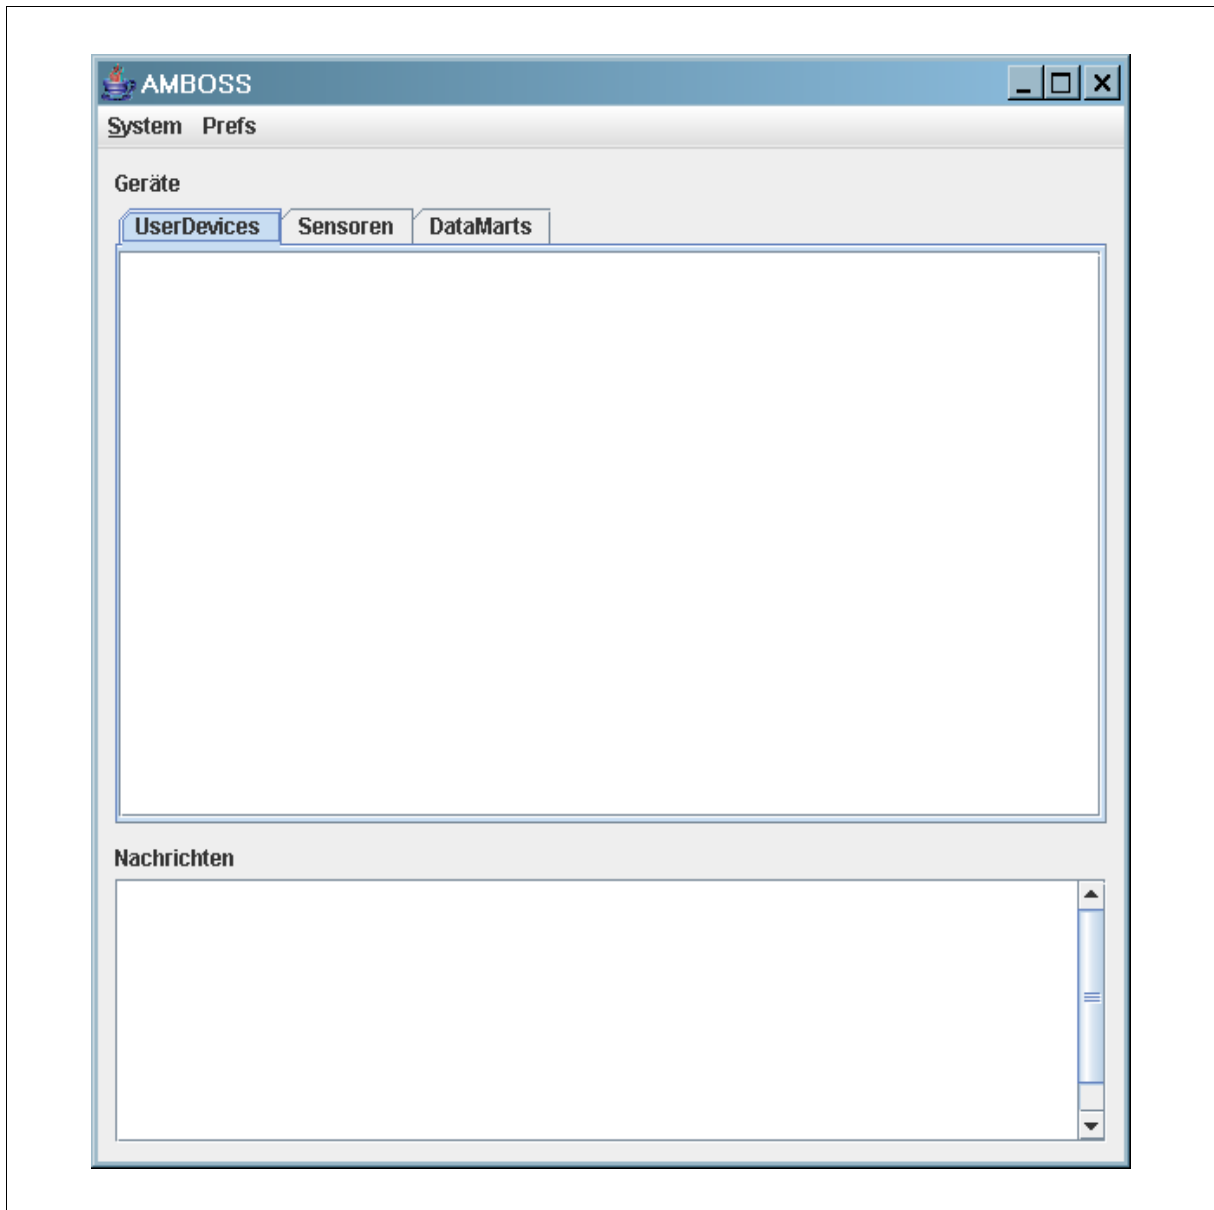 AMBOSS
System Prefs
Geräte
UserDevices Sensoren DataMarts
Nachrichten